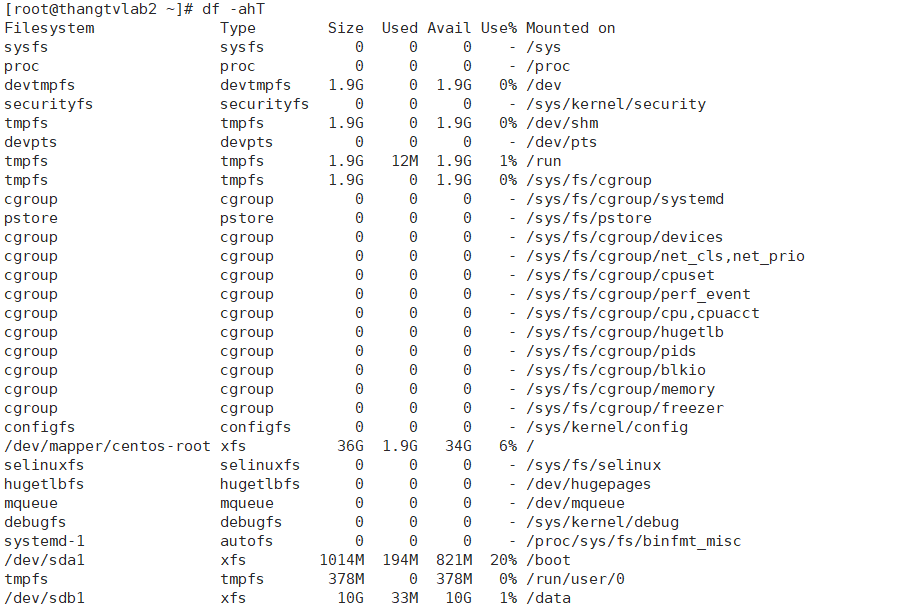 [root@thangtvlab2 ~]# df -ahT
Filesystem              Type        Size  Used Avail Use% Mounted on
sysfs                   sysfs          0     0     0    - /sys
proc                    proc           0     0     0    - /proc
devtmpfs                devtmpfs    1.9G     0  1.9G   0% /dev
securityfs              securityfs     0     0     0    - /sys/kernel/security
tmpfs                   tmpfs       1.9G     0  1.9G   0% /dev/shm
devpts                  devpts         0     0     0    - /dev/pts
tmpfs                   tmpfs       1.9G   12M  1.9G   1% /run
tmpfs                   tmpfs       1.9G     0  1.9G   0% /sys/fs/cgroup
cgroup                  cgroup         0     0     0    - /sys/fs/cgroup/systemd
pstore                  pstore         0     0     0    - /sys/fs/pstore
cgroup                  cgroup         0     0     0    - /sys/fs/cgroup/devices
cgroup                  cgroup         0     0     0    - /sys/fs/cgroup/net_cls,net_prio
cgroup                  cgroup         0     0     0    - /sys/fs/cgroup/cpuset
cgroup                  cgroup         0     0     0    - /sys/fs/cgroup/perf_event
cgroup                  cgroup         0     0     0    - /sys/fs/cgroup/cpu,cpuacct
cgroup                  cgroup         0     0     0    - /sys/fs/cgroup/hugetlb
cgroup                  cgroup         0     0     0    - /sys/fs/cgroup/pids
cgroup                  cgroup         0     0     0    - /sys/fs/cgroup/blkio
cgroup                  cgroup         0     0     0    - /sys/fs/cgroup/memory
cgroup                  cgroup         0     0     0    - /sys/fs/cgroup/freezer
configfs                configfs       0     0     0    - /sys/kernel/config
/dev/mapper/centos-root xfs          36G  1.9G   34G   6% /
selinuxfs               selinuxfs      0     0     0    - /sys/fs/selinux
hugetlbfs               hugetlbfs      0     0     0    - /dev/hugepages
mqueue                  mqueue         0     0     0    - /dev/mqueue
debugfs                 debugfs        0     0     0    - /sys/kernel/debug
systemd-1               autofs         0     0     0    - /proc/sys/fs/binfmt_misc
/dev/sda1               xfs        1014M  194M  821M  20% /boot
tmpfs                   tmpfs       378M     0  378M   0% /run/user/0
/dev/sdb1               xfs          10G   33M   10G   1% /data